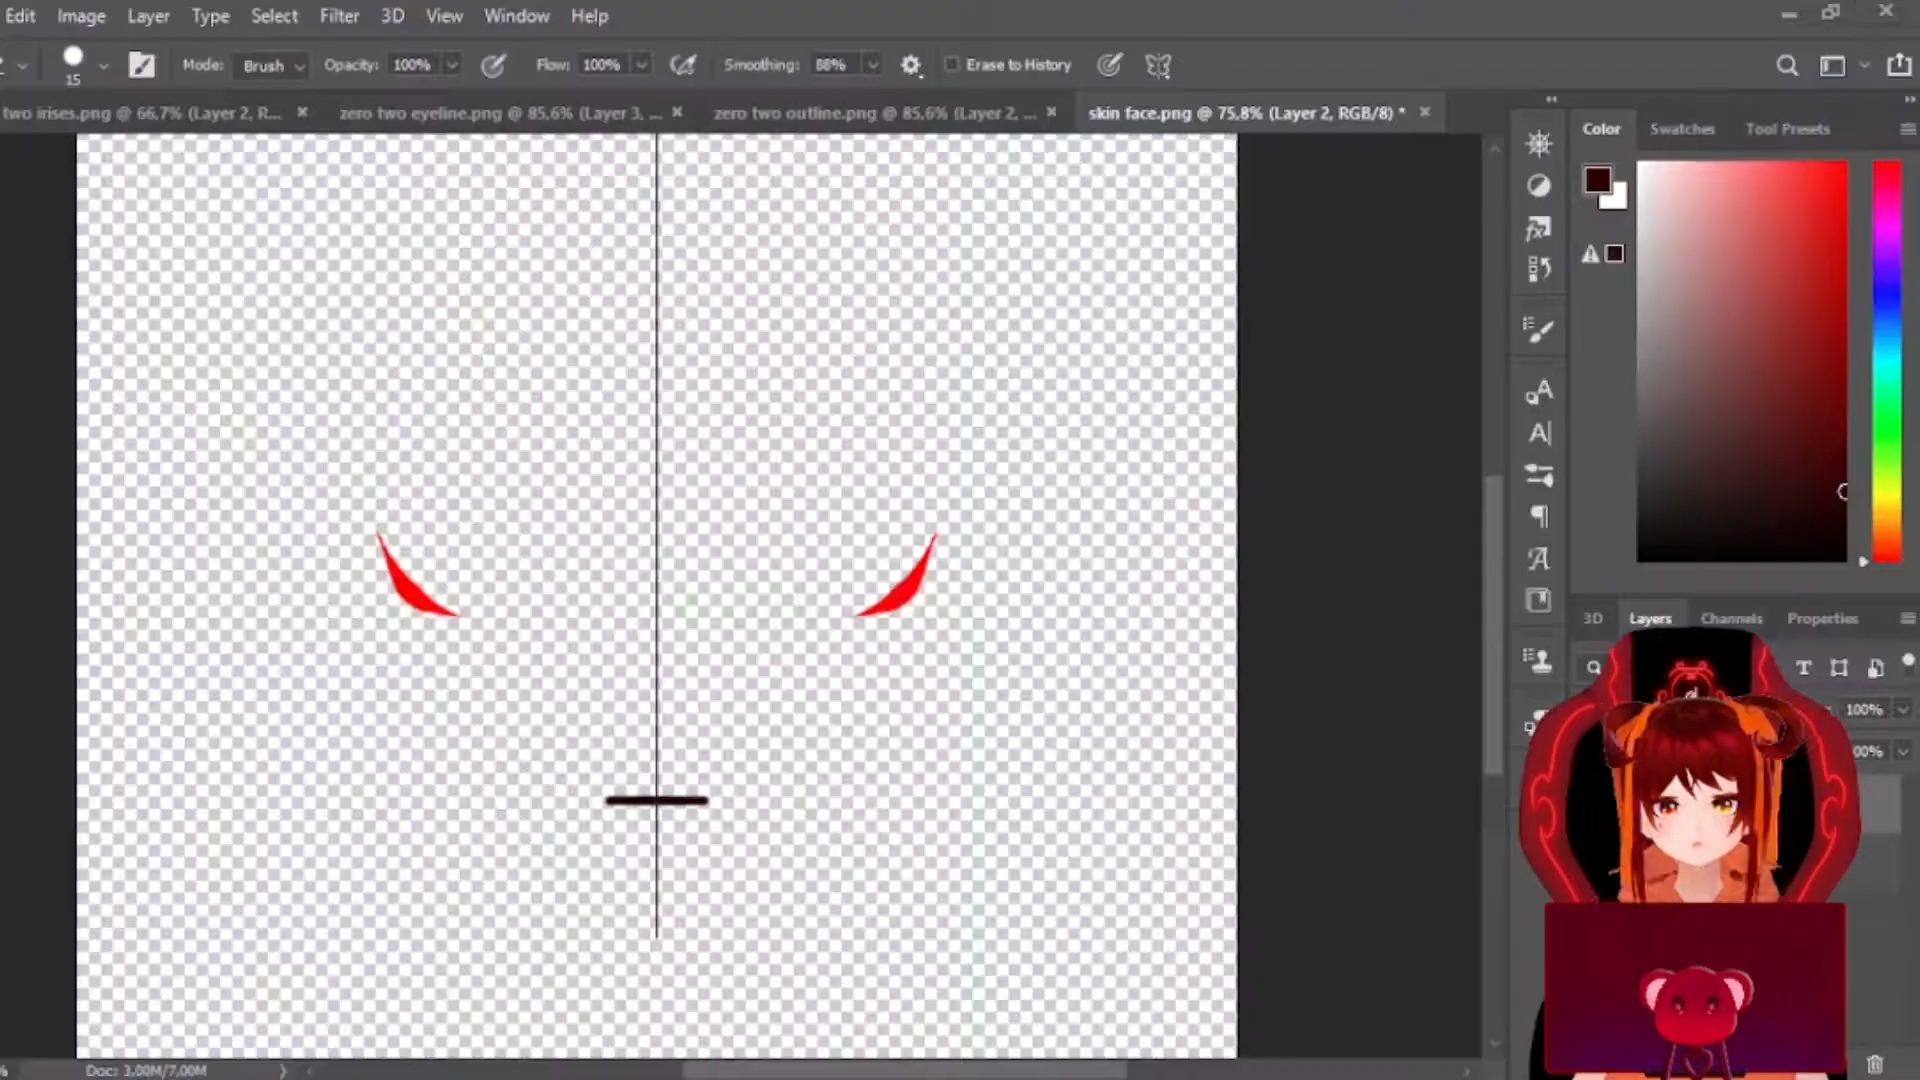 Edit Image Layer Type Select Filter 3D View Window Help
15 Mode: Brush Opacity: 100% Flow: 100% Smoothing: 88% Erase to History
two irises.png @ 66,7% (Layer 2, R... × zero two eyeline.png @ 85,6% (Layer 3, ... × zero two outline.png @ 85,6% (Layer 2, ... × skin face.png @ 75,8% (Layer 2, RGB/8) * ×
Color Swatches Tool Presets
3D Layers Channels Properties
100%
00%
Doc: 3,00M/7,00M